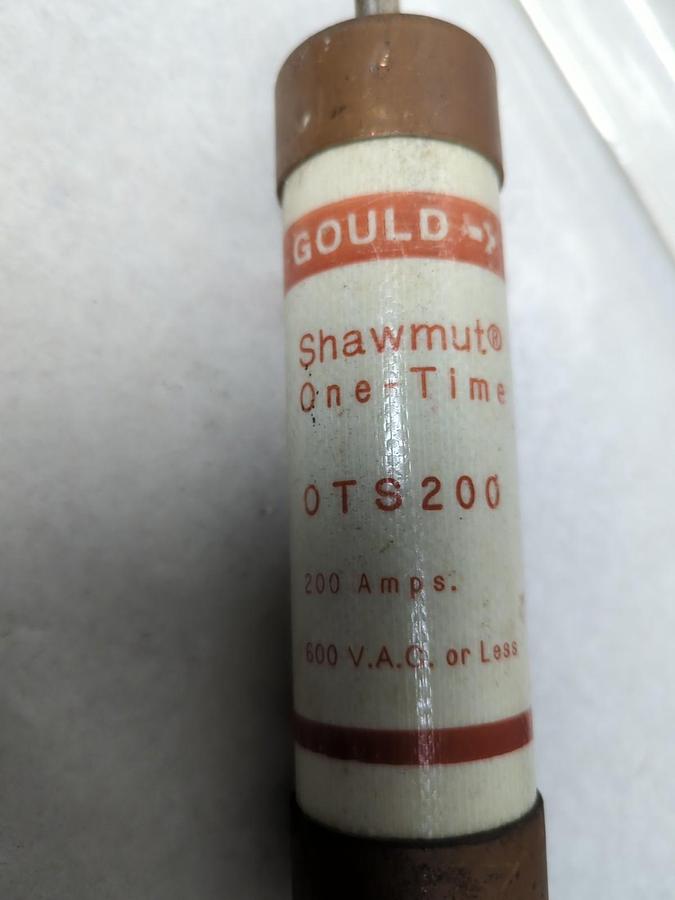 GOULD
Shawmut®
One-Time
OTS200
200 Amps.
600 V.A.C. or Less